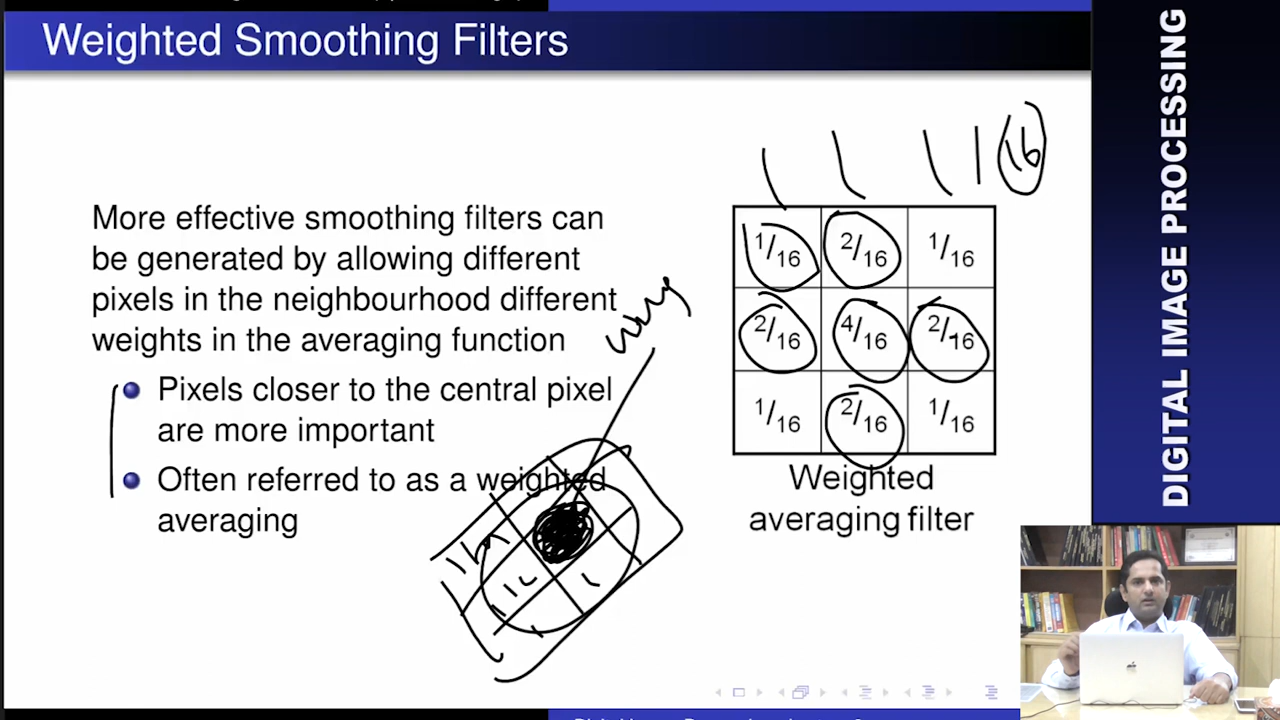 Weighted Smoothing Filters
DIGITAL IMAGE PROCESSING
16
More effective smoothing filters can
be generated by allowing different
pixels in the neighbourhood different
weights in the averaging function
Pixels closer to the central pixel
are more important
Often referred to as a weighted
averaging
1/16 2/16 1/16
2/16 4/16 2/16
1/16 2/16 1/16
Weighted
averaging filter